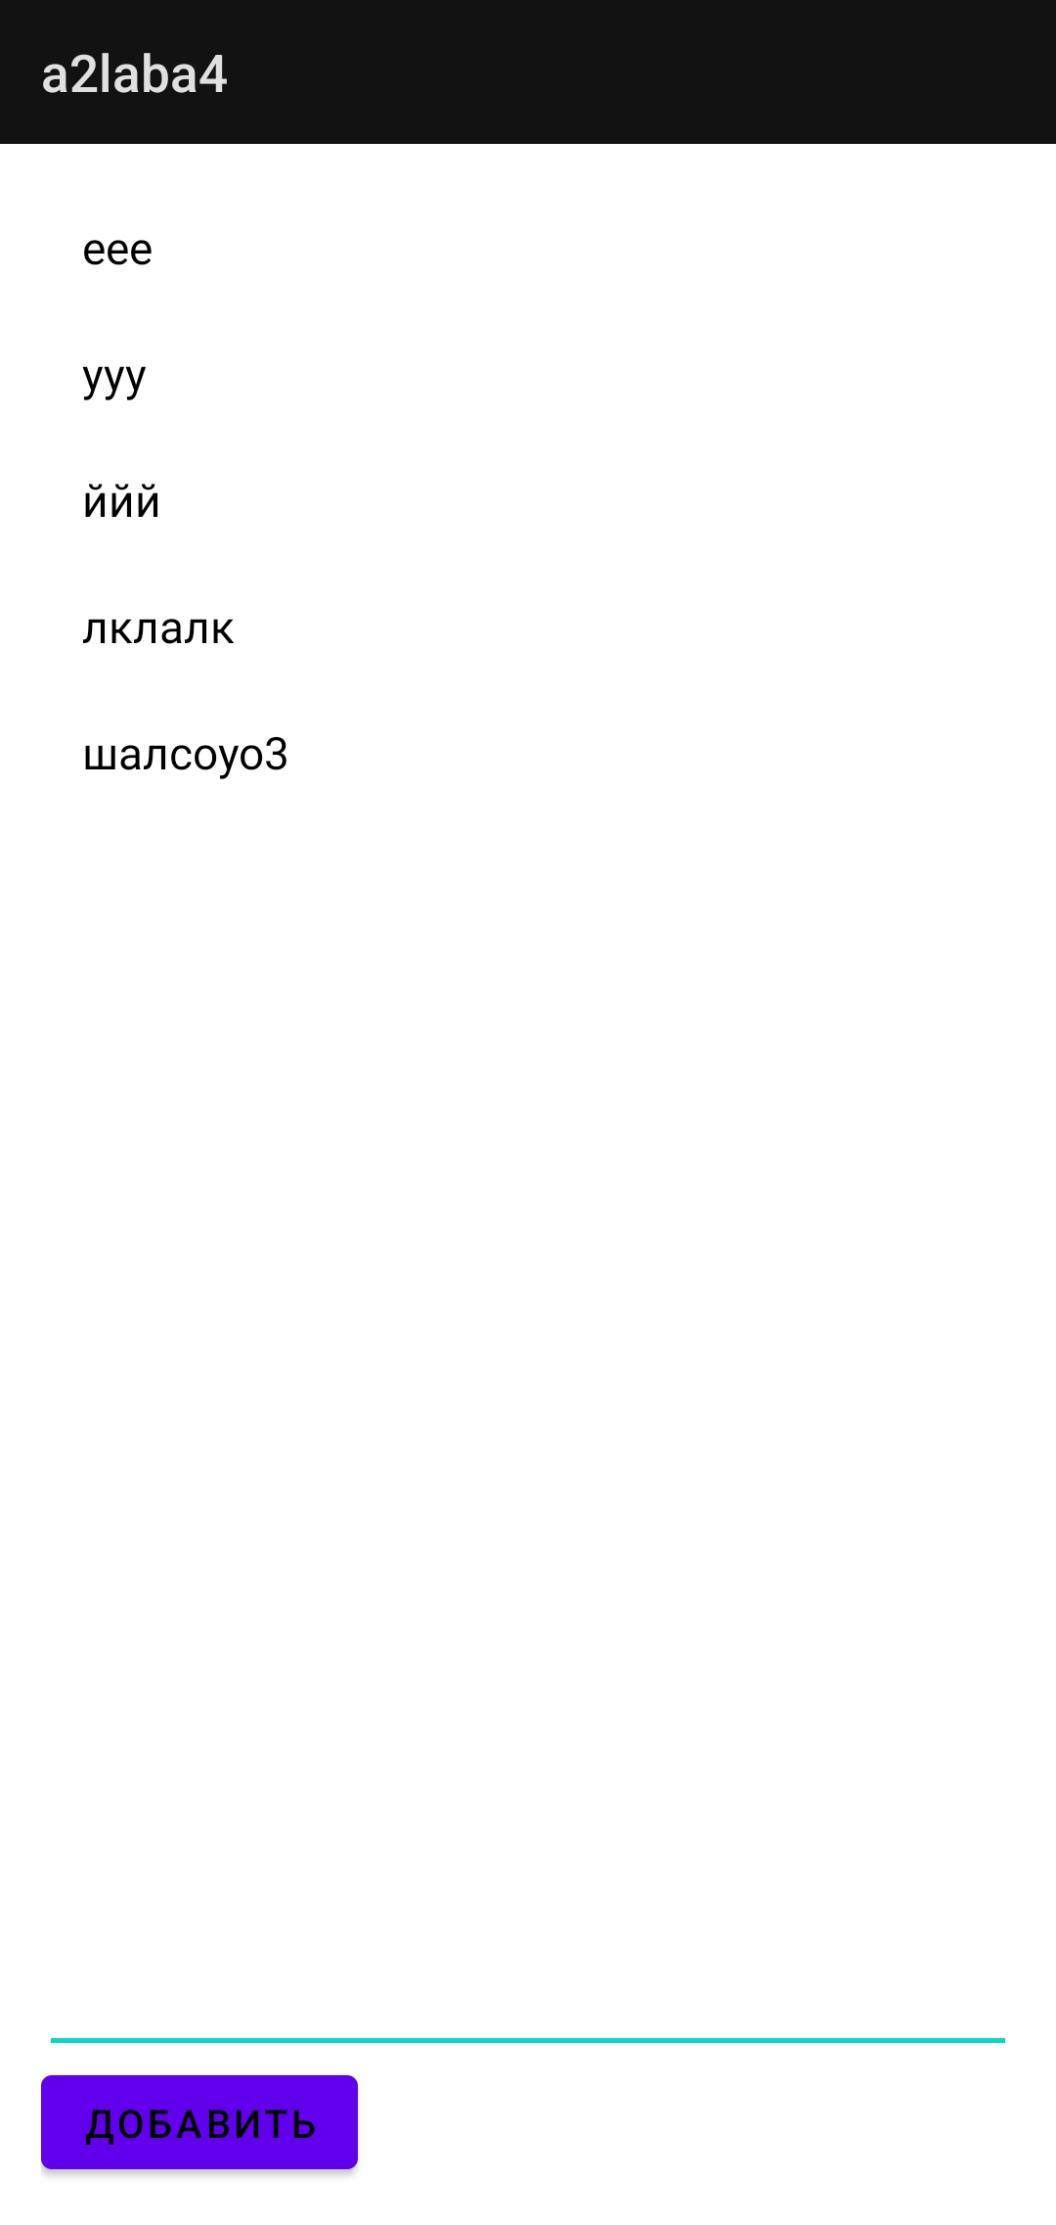 a2laba4
еее
ууу
ййй
лклалк
шалсоуо3
ДОБАВИТЬ